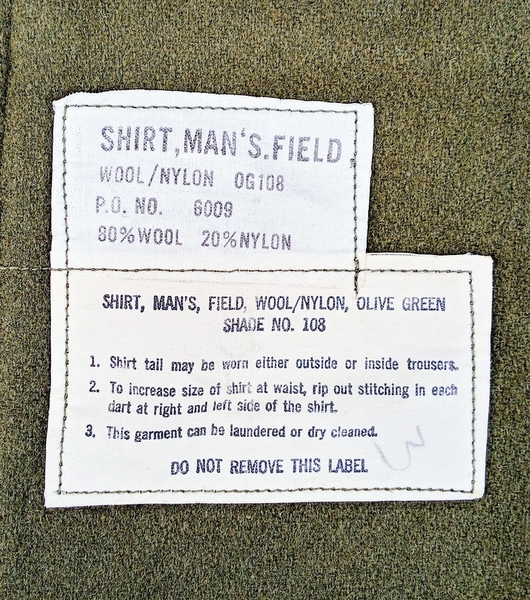 SHIRT, MAN'S. FIELD
WOOL/NYLON OG108
P.O. NO. 6009
80% WOOL 20% NYLON
SHIRT, MAN'S, FIELD, WOOL/NYLON, OLIVE GREEN
SHADE NO. 108
1. Shirt tail may be worn either outside or inside trousers.
2. To increase size of shirt at waist, rip out stitching in each
dart at right and left side of the shirt.
3. This garment can be laundered or dry cleaned.
DO NOT REMOVE THIS LABEL